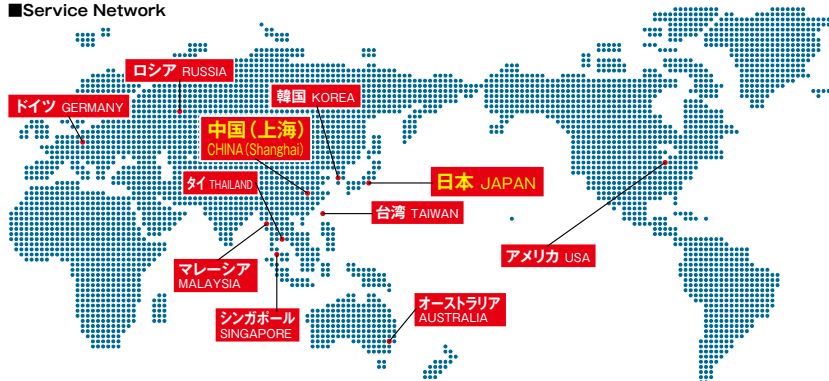 ■Service Network
ロシア RUSSIA
ドイツ GERMANY
韓国 KOREA
中国(上海)
CHINA(Shanghai)
タイ THAILAND
日本 JAPAN
台湾 TAIWAN
アメリカ USA
マレーシア
MALAYSIA
シンガポール
SINGAPORE
オーストラリア
AUSTRALIA